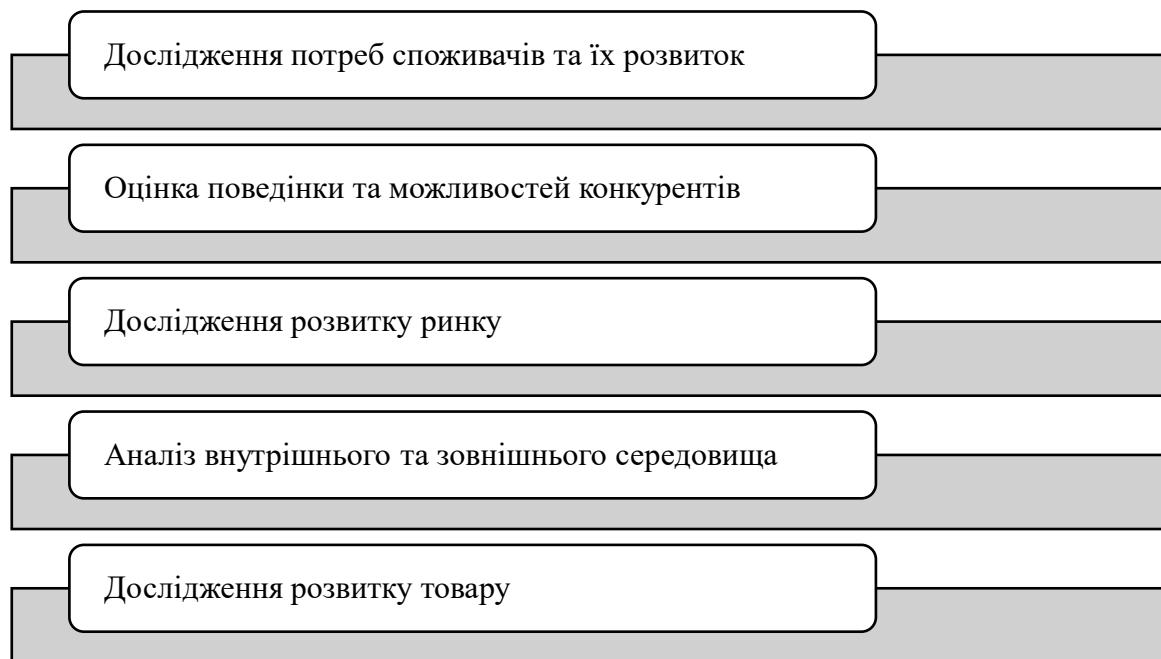 Дослідження потреб споживачів та їх розвиток
Оцінка поведінки та можливостей конкурентів
Дослідження розвитку ринку
Аналіз внутрішнього та зовнішнього середовища
Дослідження розвитку товару